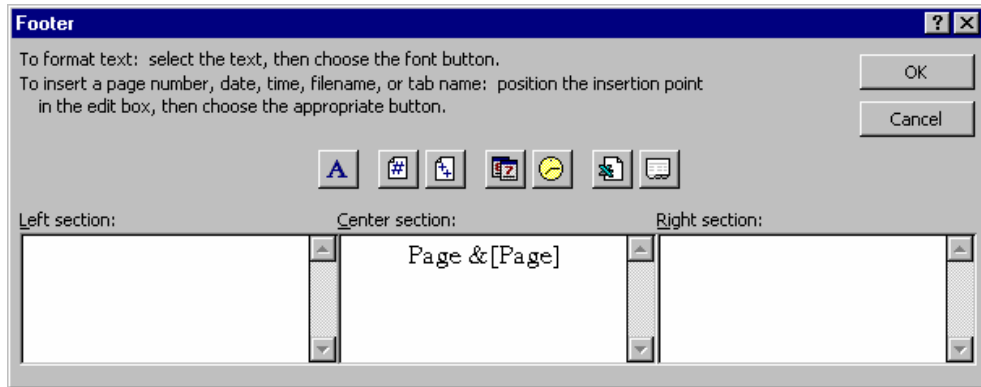 Footer
To format text: select the text, then choose the font button.
To insert a page number, date, time, filename, or tab name: position the insertion point
in the edit box, then choose the appropriate button.
OK
Cancel
A
#
Left section:
Center section:
Right section:
Page &[Page]